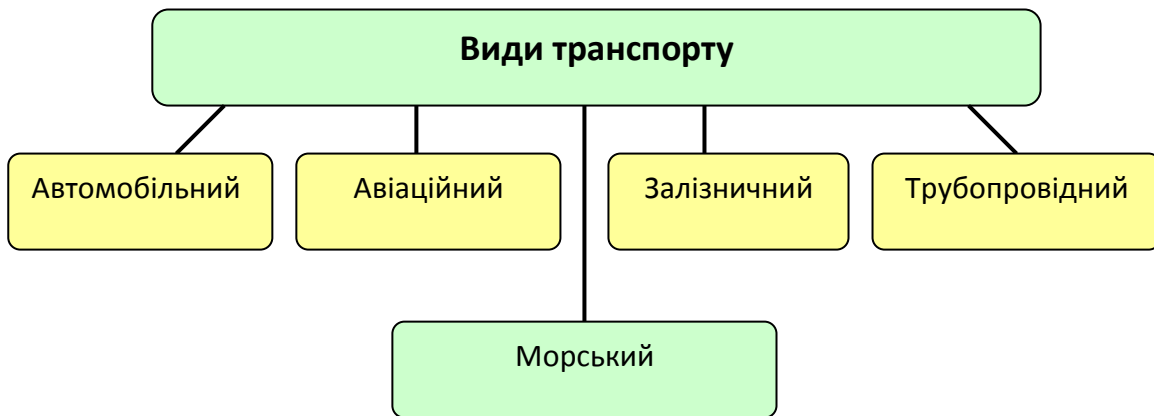 Види транспорту
Автомобільний
Авіаційний
Залізничний
Трубопровідний
Морський